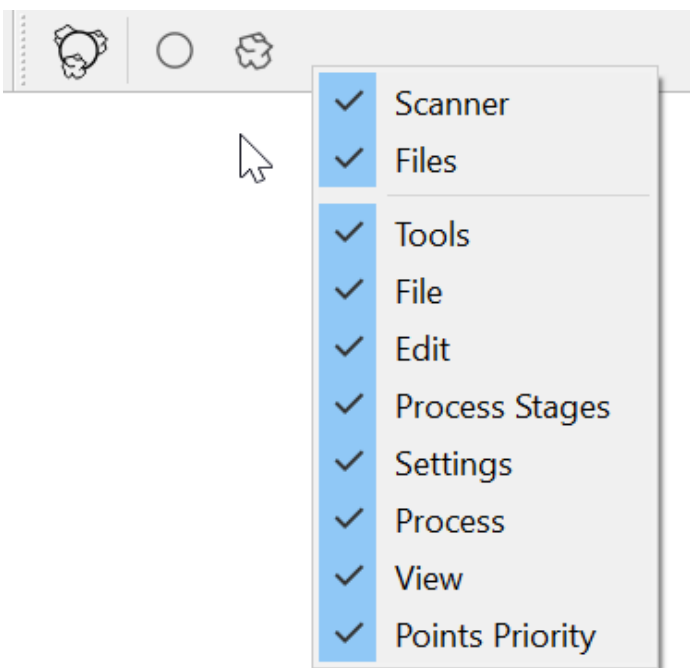 Scanner
Files
Tools
File
Edit
Process Stages
Settings
Process
View
Points Priority